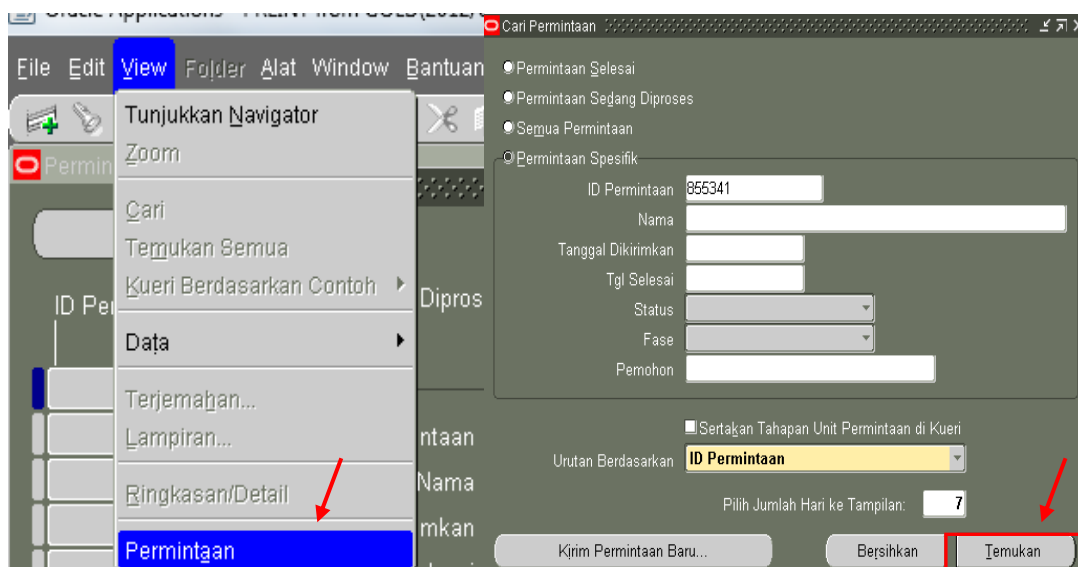 Oracle Applications
File Edit View Folder Alat Window Bantuan
Tunjukkan Navigator
Zoom
Permin
Cari
Temukan Semua
Kueri Berdasarkan Contoh
ID Per
Dipros
Data
Terjemahan...
Lampiran...
ntaan
Ringkasan/Detail
Nama
mkan
Permintaan
Cari Permintaan
Permintaan Selesai
Permintaan Sedang Diproses
Semua Permintaan
Permintaan Spesifik
ID Permintaan 855341
Nama
Tanggal Dikirimkan
Tgl Selesai
Status
Fase
Pemohon
Sertakan Tahapan Unit Permintaan di Kueri
Urutan Berdasarkan ID Permintaan
Pilih Jumlah Hari ke Tampilan: 7
Kirim Permintaan Baru... Bersihkan Temukan